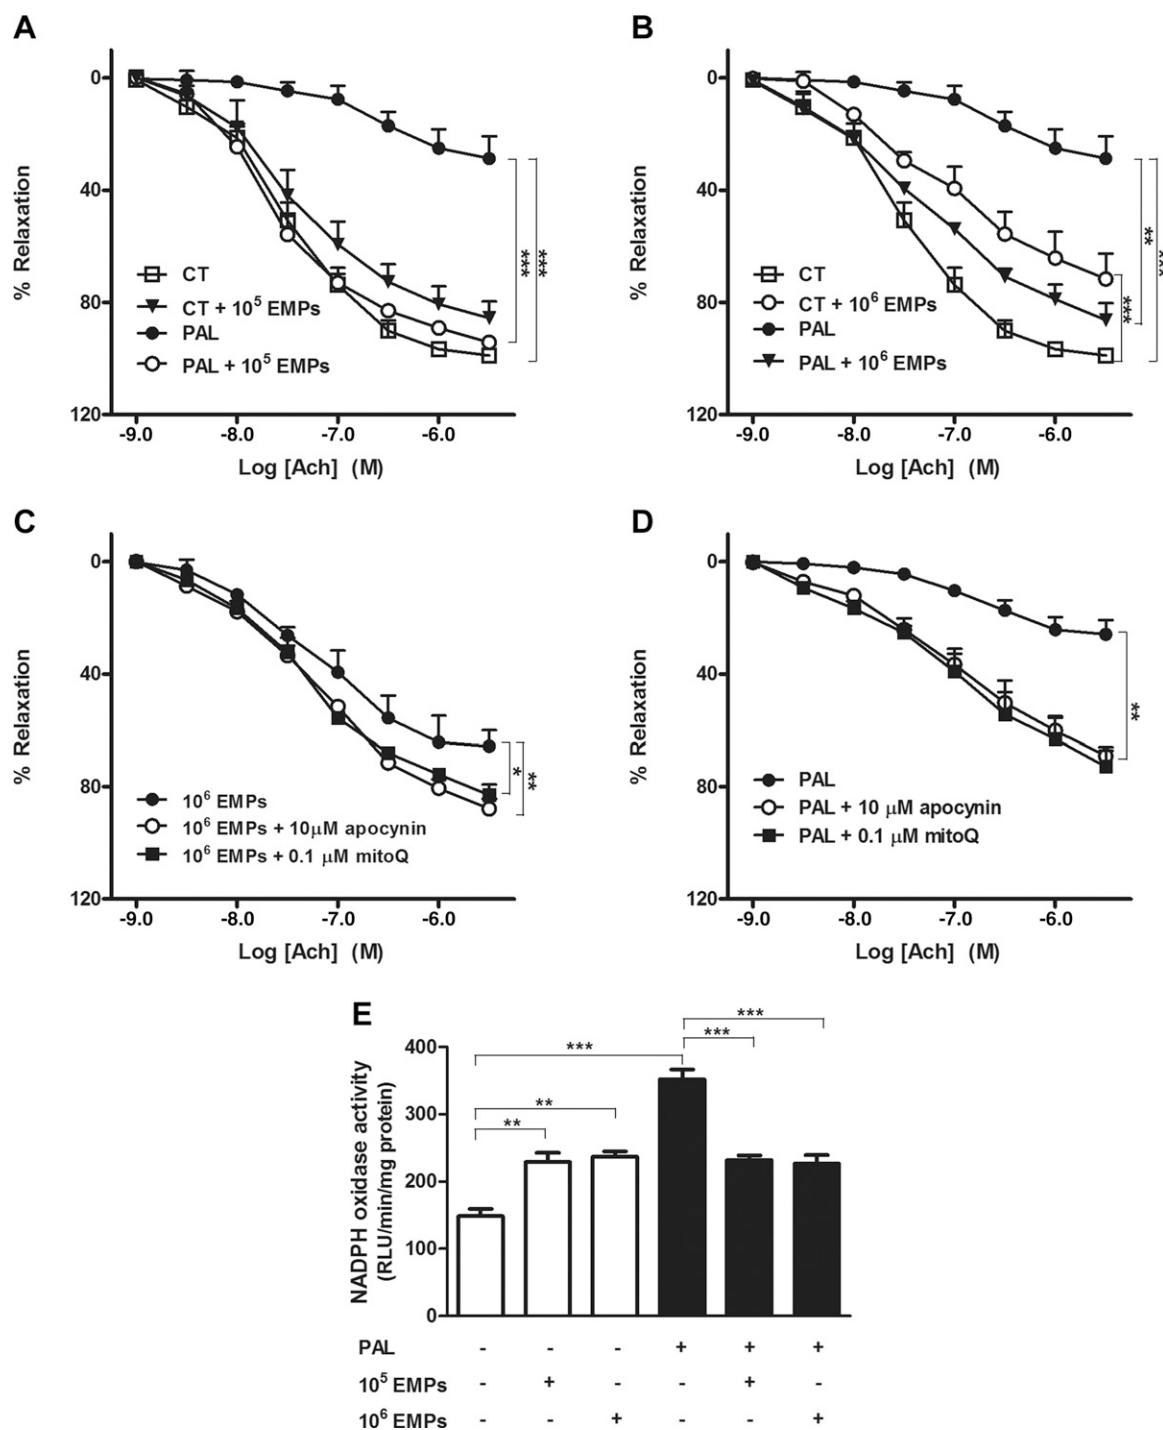 A
0
40
80
120
% Relaxation
CT
CT + 10⁵ EMPs
PAL
PAL + 10⁵ EMPs
***
***
-9.0 -8.0 -7.0 -6.0
Log [Ach] (M)
B
0
40
80
120
% Relaxation
CT
CT + 10⁶ EMPs
PAL
PAL + 10⁶ EMPs
***
**
-9.0 -8.0 -7.0 -6.0
Log [Ach] (M)
C
0
40
80
120
% Relaxation
10⁶ EMPs
10⁶ EMPs + 10μM apocynin
10⁶ EMPs + 0.1 μM mitoQ
*
**
-9.0 -8.0 -7.0 -6.0
Log [Ach] (M)
D
0
40
80
120
% Relaxation
PAL
PAL + 10 μM apocynin
PAL + 0.1 μM mitoQ
**
-9.0 -8.0 -7.0 -6.0
Log [Ach] (M)
E
NADPH oxidase activity
(RLU/min/mg protein)
400
300
200
100
0
***
***
***
**
**
PAL - - - + + +
10⁵ EMPs - + - - + -
10⁶ EMPs - - + - - +